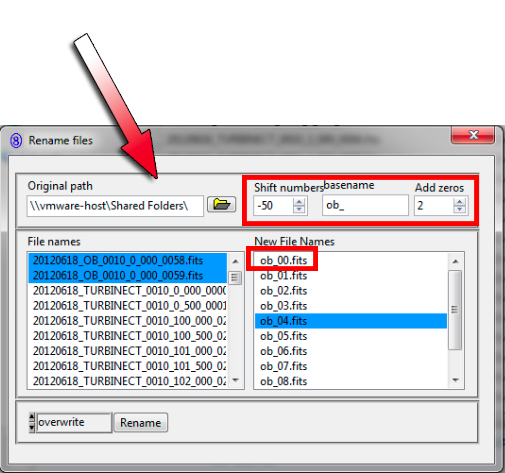 8 Rename files
Original path
Shift numbers basename
Add zeros
\\vmware-host\Shared Folders\
-50
ob_
2
File names
New File Names
20120618_OB_0010_0_000_0058.fits
20120618_OB_0010_0_000_0059.fits
20120618_TURBINECT_0010_0_000_000
20120618_TURBINECT_0010_0_500_0001
20120618_TURBINECT_0010_100_000_02
20120618_TURBINECT_0010_100_500_02
20120618_TURBINECT_0010_101_000_02
20120618_TURBINECT_0010_101_500_02
20120618_TURBINECT_0010_102_000_02
ob_00.fits
ob_01.fits
ob_02.fits
ob_03.fits
ob_04.fits
ob_05.fits
ob_06.fits
ob_07.fits
ob_08.fits
overwrite
Rename